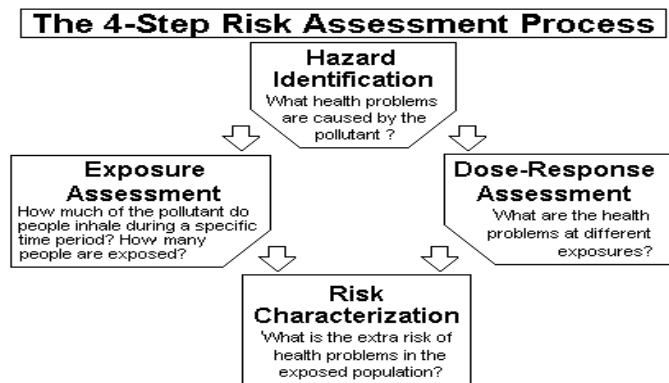 The 4-Step Risk Assessment Process
Hazard
Identification
What health problems
are caused by the
pollutant ?
Exposure
Assessment
How much of the pollutant do
people inhale during a specific
time period? How many
people are exposed?
Dose-Response
Assessment
What are the health
problems at different
exposures?
Risk
Characterization
What is the extra risk of
health problems in the
exposed population?